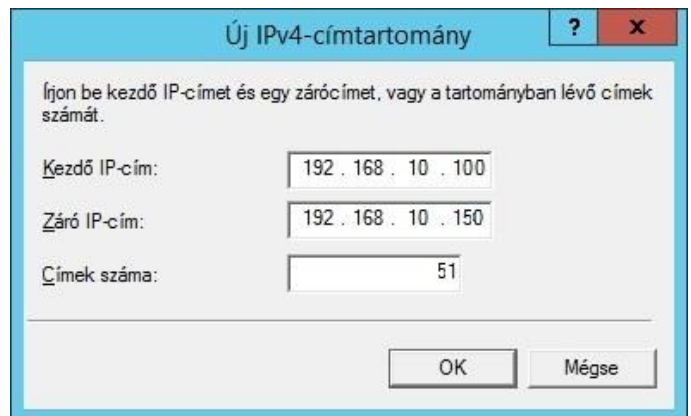 Új IPv4-címtartomány
?
x
Írjon be kezdő IP-címet és egy zárócímet, vagy a tartományban lévő címek
számát.
Kezdő IP-cím: 192 . 168 . 10 . 100
Záró IP-cím: 192 . 168 . 10 . 150
Címek száma: 51
OK Mégse